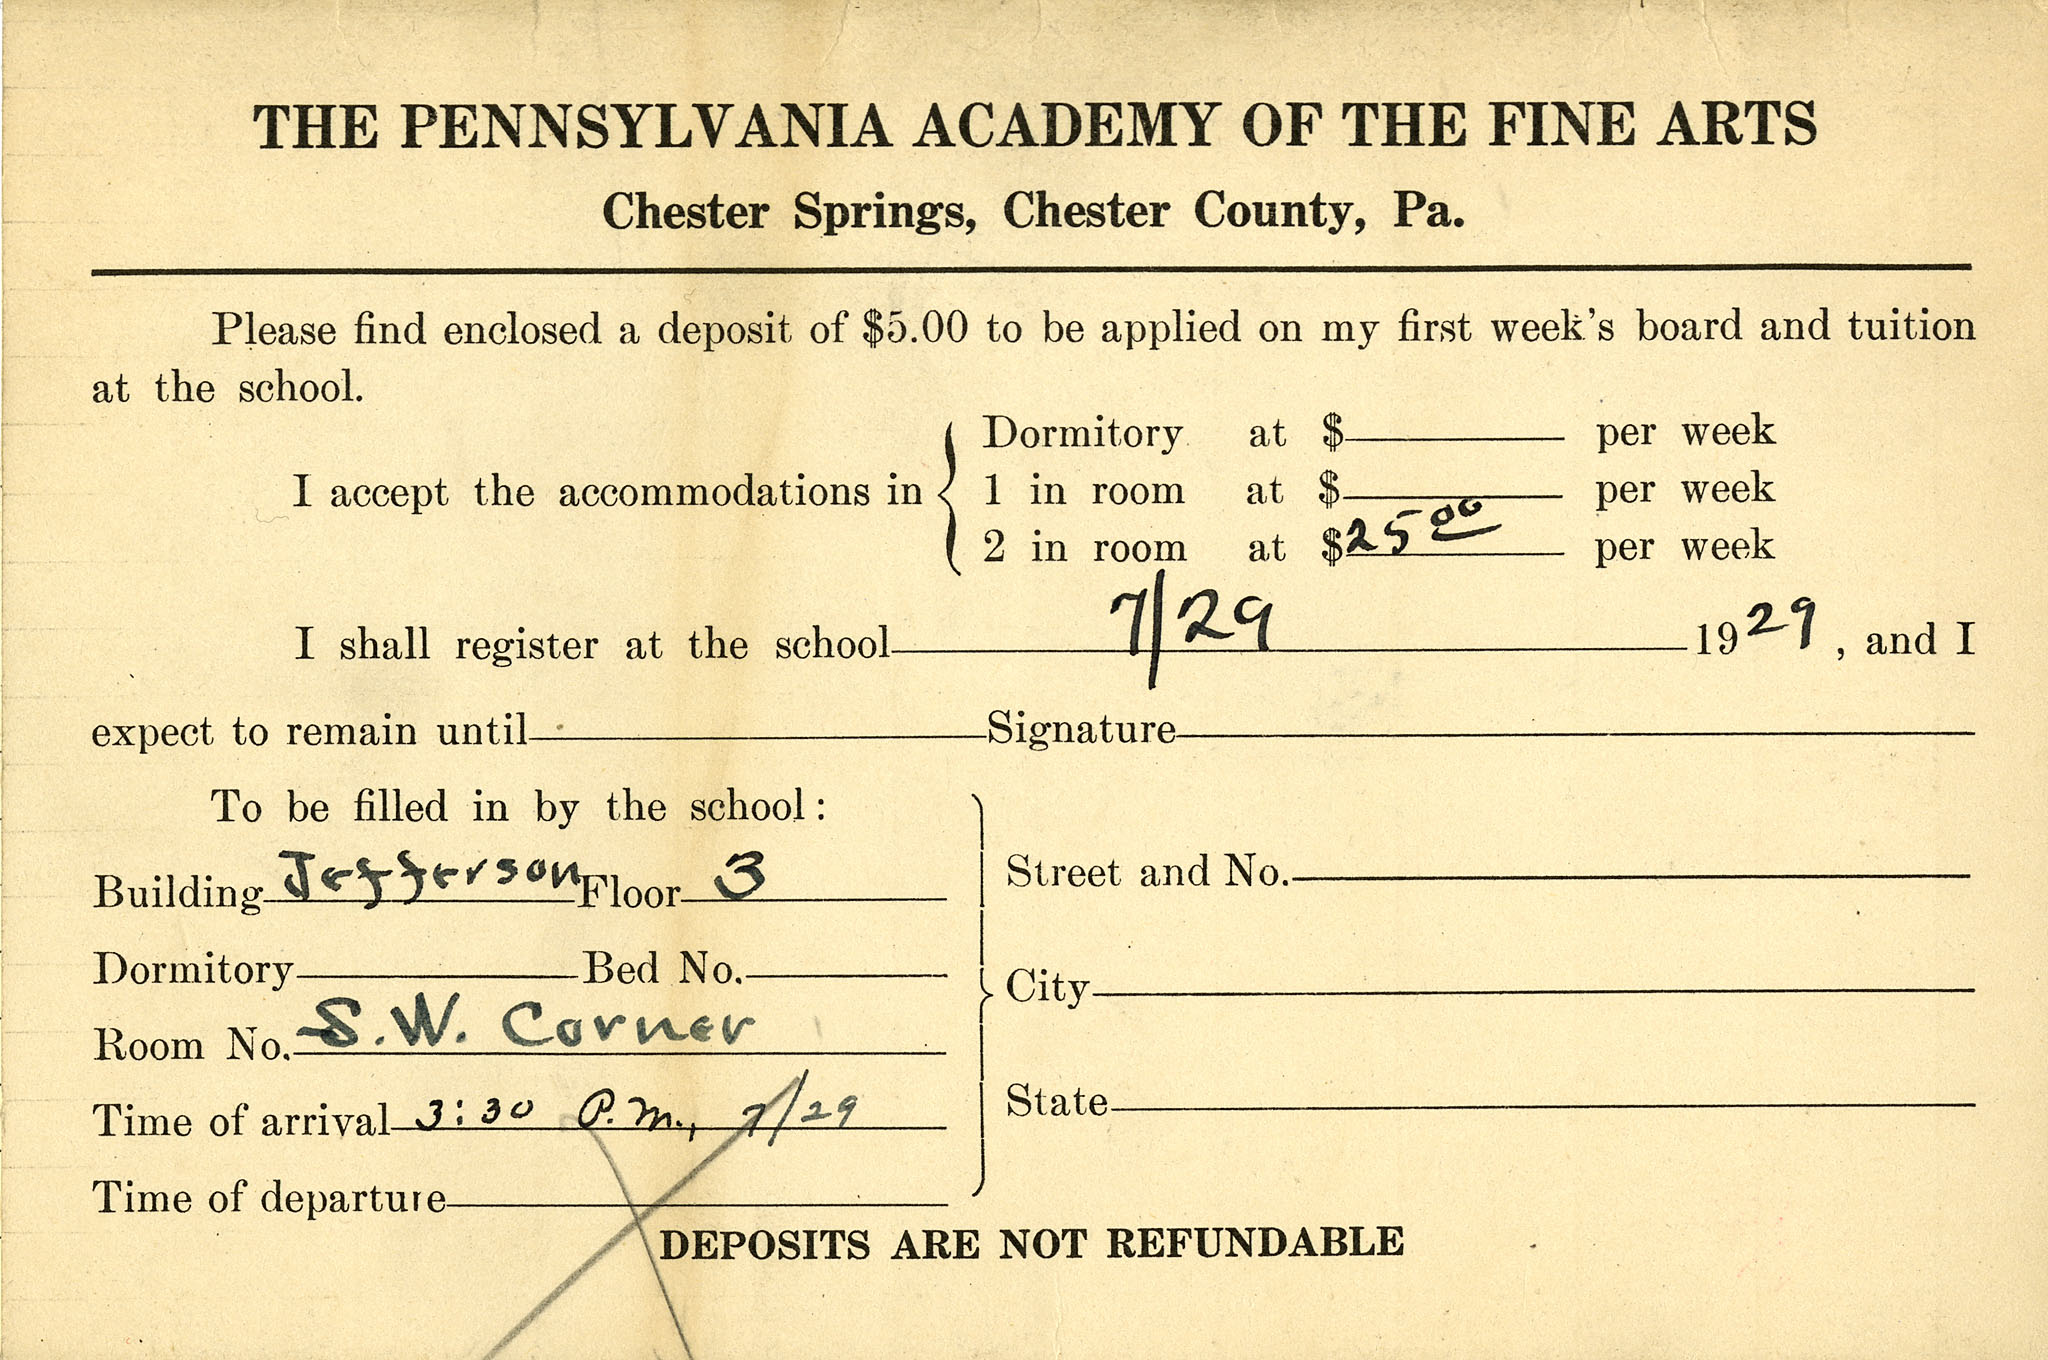 THE PENNSYLVANIA ACADEMY OF THE FINE ARTS
Chester Springs, Chester County, Pa.
Please find enclosed a deposit of $5.00 to be applied on my first week's board and tuition
at the school.
I accept the accommodations in
Dormitory at $ per week
1 in room at $ per week
2 in room at $25 00 per week
I shall register at the school 7/29 1929, and I
expect to remain until Signature
To be filled in by the school:
Building Jefferson Floor 3
Dormitory Bed No.
Room No. S.W. Corner
Time of arrival 3:30 P.M., 7/29
Time of departure
Street and No.
City
State
DEPOSITS ARE NOT REFUNDABLE